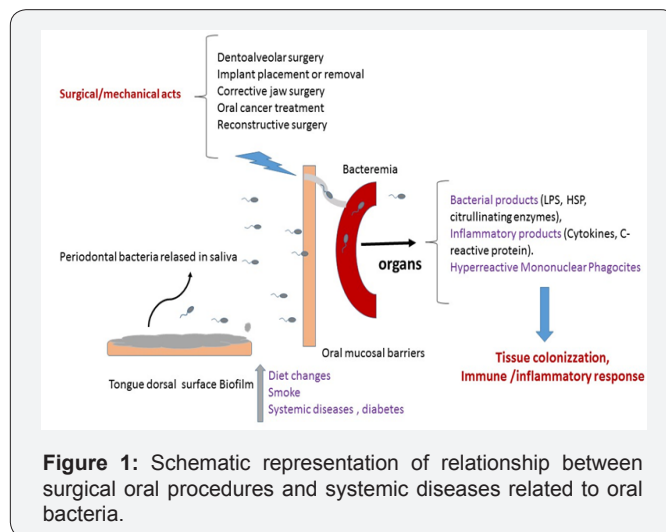 Dentoalveolar surgery
Implant placement or removal
Surgical/mechanical acts
Corrective jaw surgery
Oral cancer treatment
Reconstructive surgery
Bacteremia
Bacterial products (LPS, HSP,
citrullinating enzymes),
Inflammatory products (Cytokines, C-
reactive protein).
Hyperreactive Mononuclear Phagocites
Periodontal bacteria relased in saliva
organs
Oral mucosal barriers
Tissue colonizzation,
Immune /inflammatory response
Tongue dorsal surface Biofilm
Diet changes
Smoke
Systemic diseases , diabetes
Figure 1: Schematic representation of relationship between
surgical oral procedures and systemic diseases related to oral
bacteria.